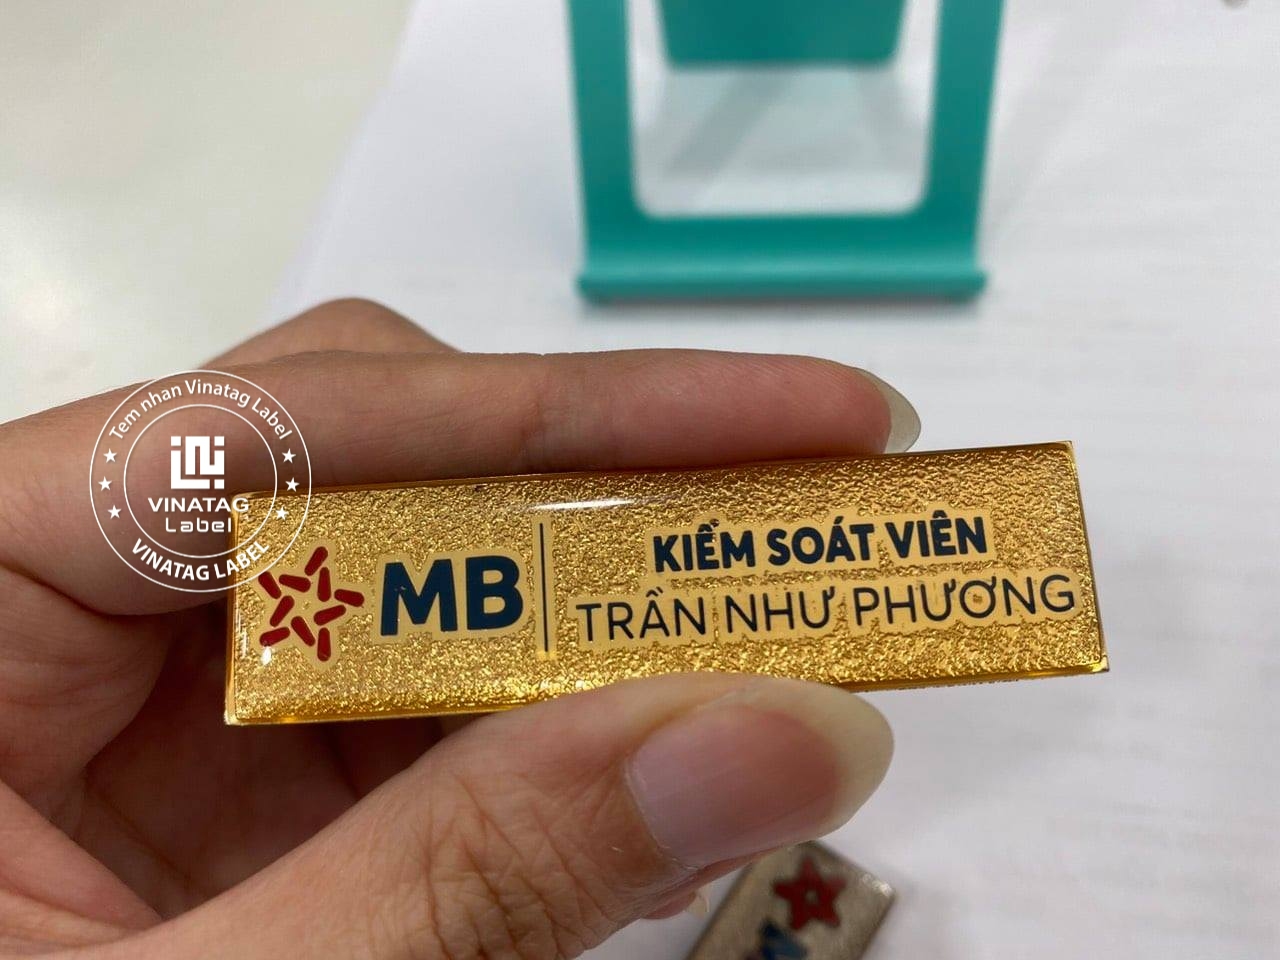 Tem nhan Vinatag Label
VINATAG
Label
VINATAG LABEL
MB
KIỂM SOÁT VIÊN
TRẦN NHƯ PHƯƠNG